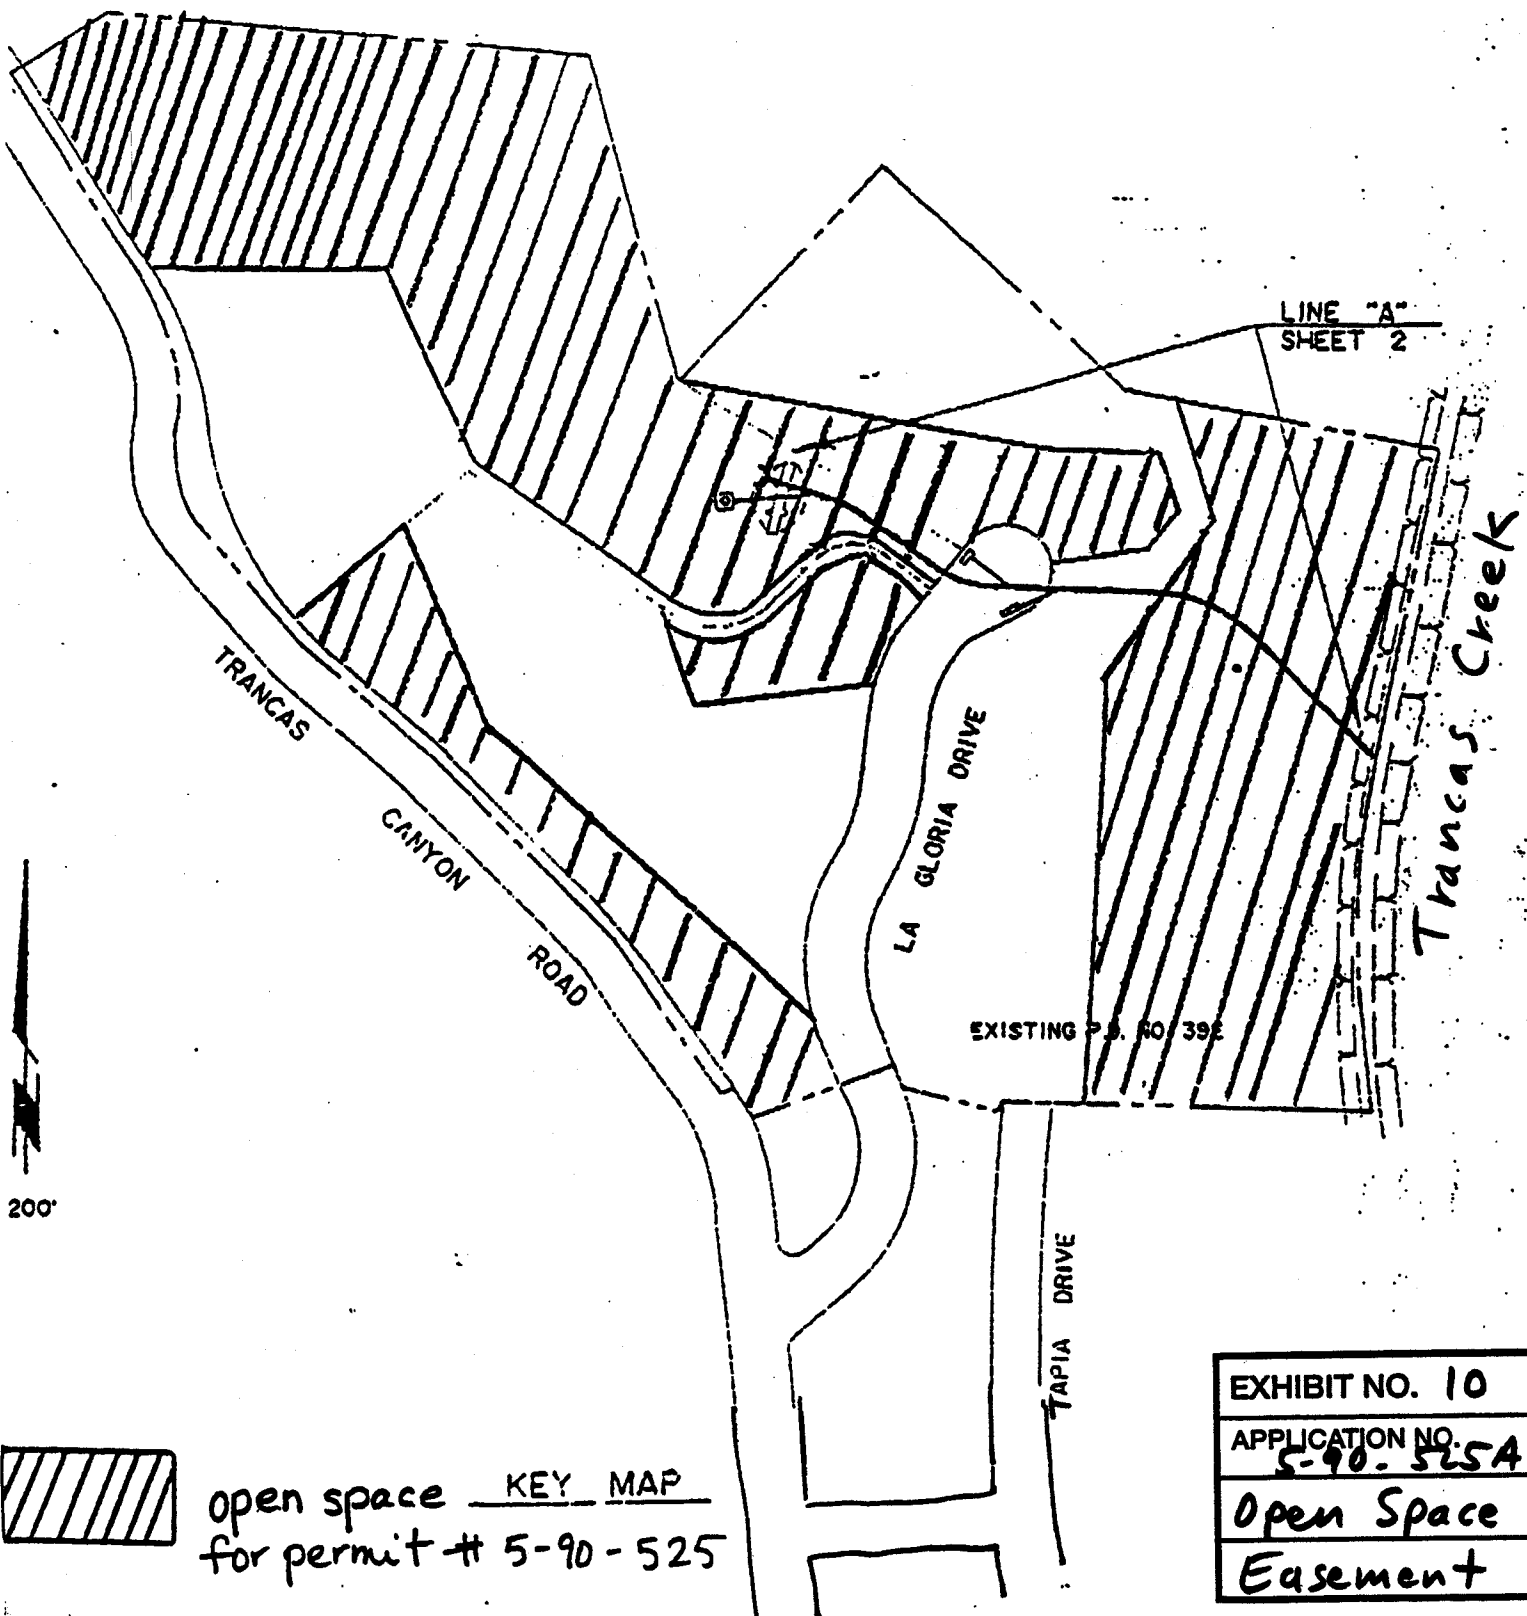 LINE "A"
SHEET 2
Trancas Creek
TRANCAS CANYON ROAD
LA GLORIA DRIVE
EXISTING P.D. NO. 392
TAPIA DRIVE
200'
open space KEY MAP
for permit # 5-90-525
EXHIBIT NO. 10
APPLICATION NO.
5-90-525A
Open Space
Easement